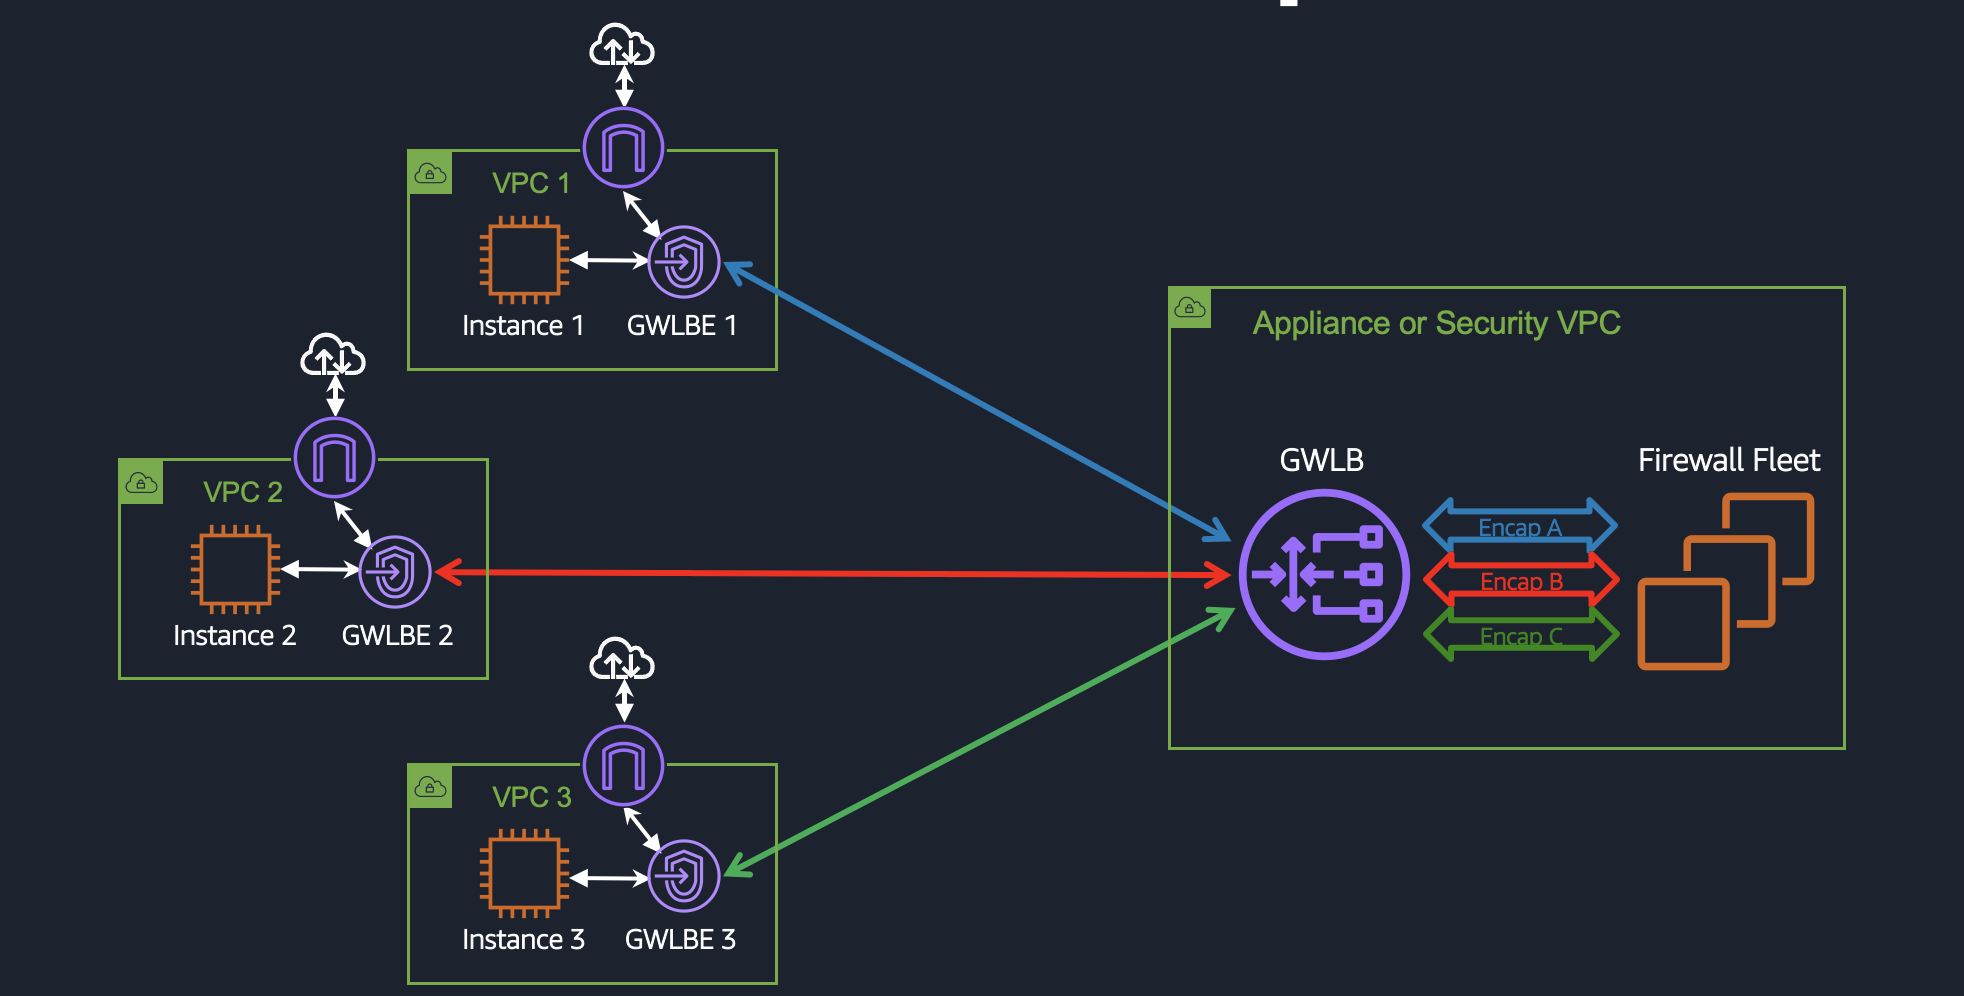 VPC 1
Instance 1
GWLBE 1
VPC 2
Instance 2
GWLBE 2
VPC 3
Instance 3
GWLBE 3
Appliance or Security VPC
GWLB
Firewall Fleet
Encap A
Encap B
Encap C